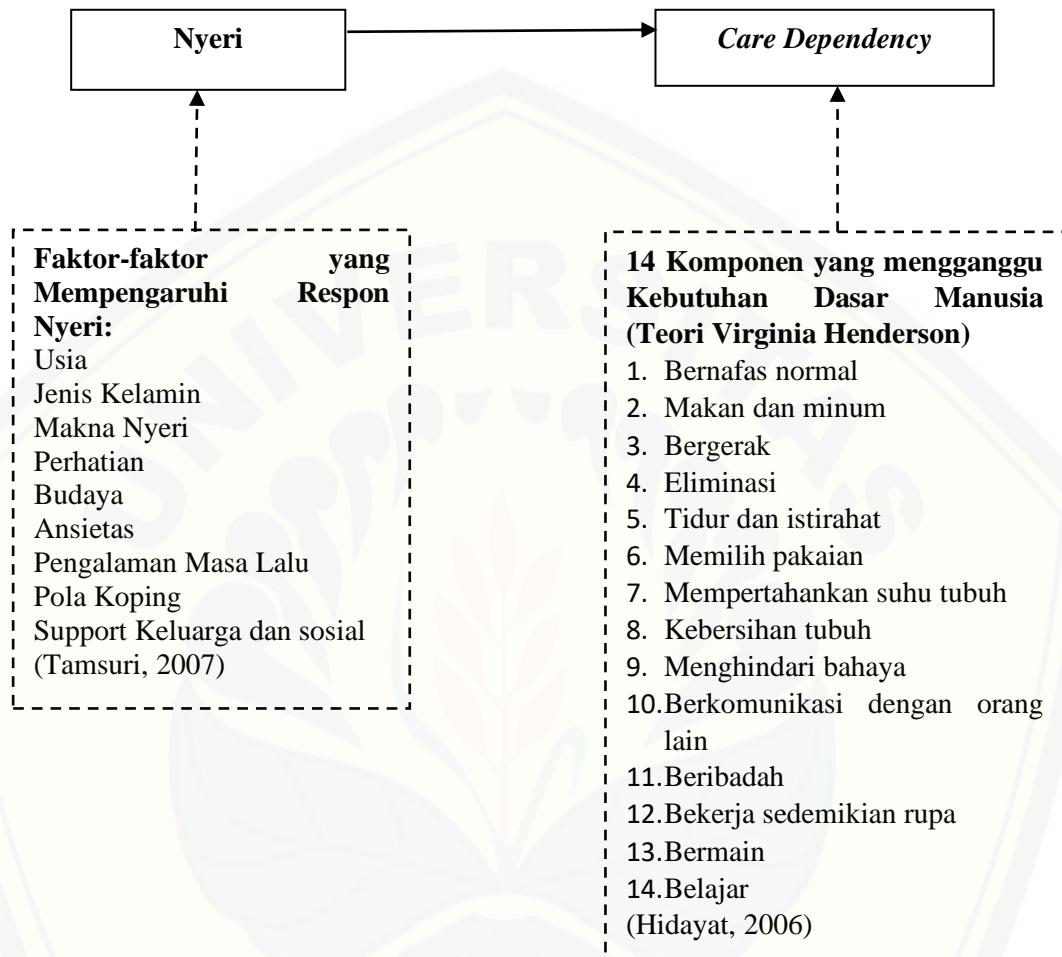 Nyeri
Care Dependency
Faktor-faktor yang
Mempengaruhi Respon
Nyeri:
Usia
Jenis Kelamin
Makna Nyeri
Perhatian
Budaya
Ansietas
Pengalaman Masa Lalu
Pola Koping
Support Keluarga dan sosial
(Tamsuri, 2007)
14 Komponen yang mengganggu
Kebutuhan Dasar Manusia
(Teori Virginia Henderson)
1. Bernafas normal
2. Makan dan minum
3. Bergerak
4. Eliminasi
5. Tidur dan istirahat
6. Memilih pakaian
7. Mempertahankan suhu tubuh
8. Kebersihan tubuh
9. Menghindari bahaya
10.Berkomunikasi dengan orang
lain
11.Beribadah
12.Bekerja sedemikian rupa
13.Bermain
14.Belajar
(Hidayat, 2006)
UNIVERSITAS